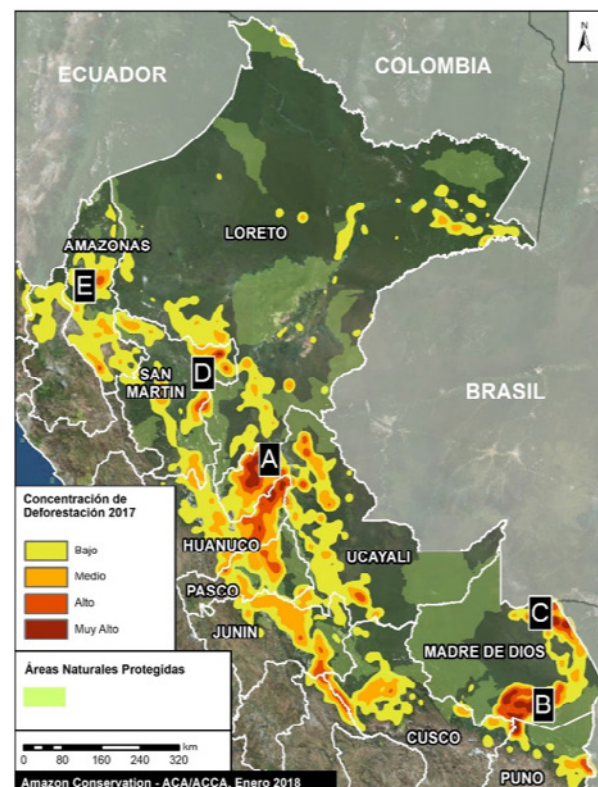 N
ECUADOR
COLOMBIA
AMAZONAS
LORETO
E
SAN
MARTIN
D
BRASIL
A
Concentración de
Deforestación 2017
Bajo
Medio
Alto
Muy Alto
HUANUCO
UCAYALI
PASCO
JUNIN
C
MADRE DE DIOS
B
Áreas Naturales Protegidas
CUSCO
PUNO
km
0 40 80 160 240 320
Amazon Conservation - ACA/ACCA, Enero 2018